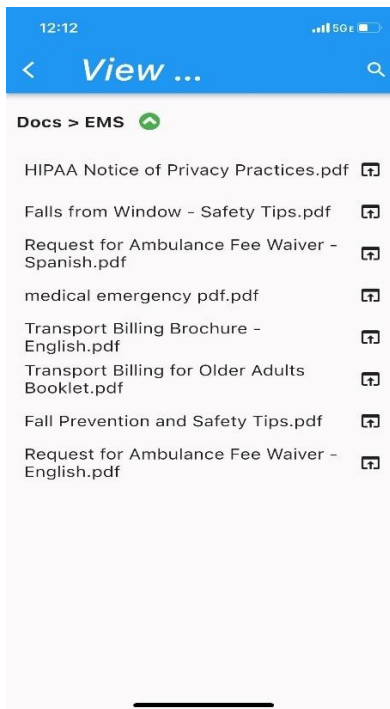 12:12
5GE
View ...
Docs > EMS
HIPAA Notice of Privacy Practices.pdf
Falls from Window - Safety Tips.pdf
Request for Ambulance Fee Waiver -
Spanish.pdf
medical emergency pdf.pdf
Transport Billing Brochure -
English.pdf
Transport Billing for Older Adults
Booklet.pdf
Fall Prevention and Safety Tips.pdf
Request for Ambulance Fee Waiver -
English.pdf